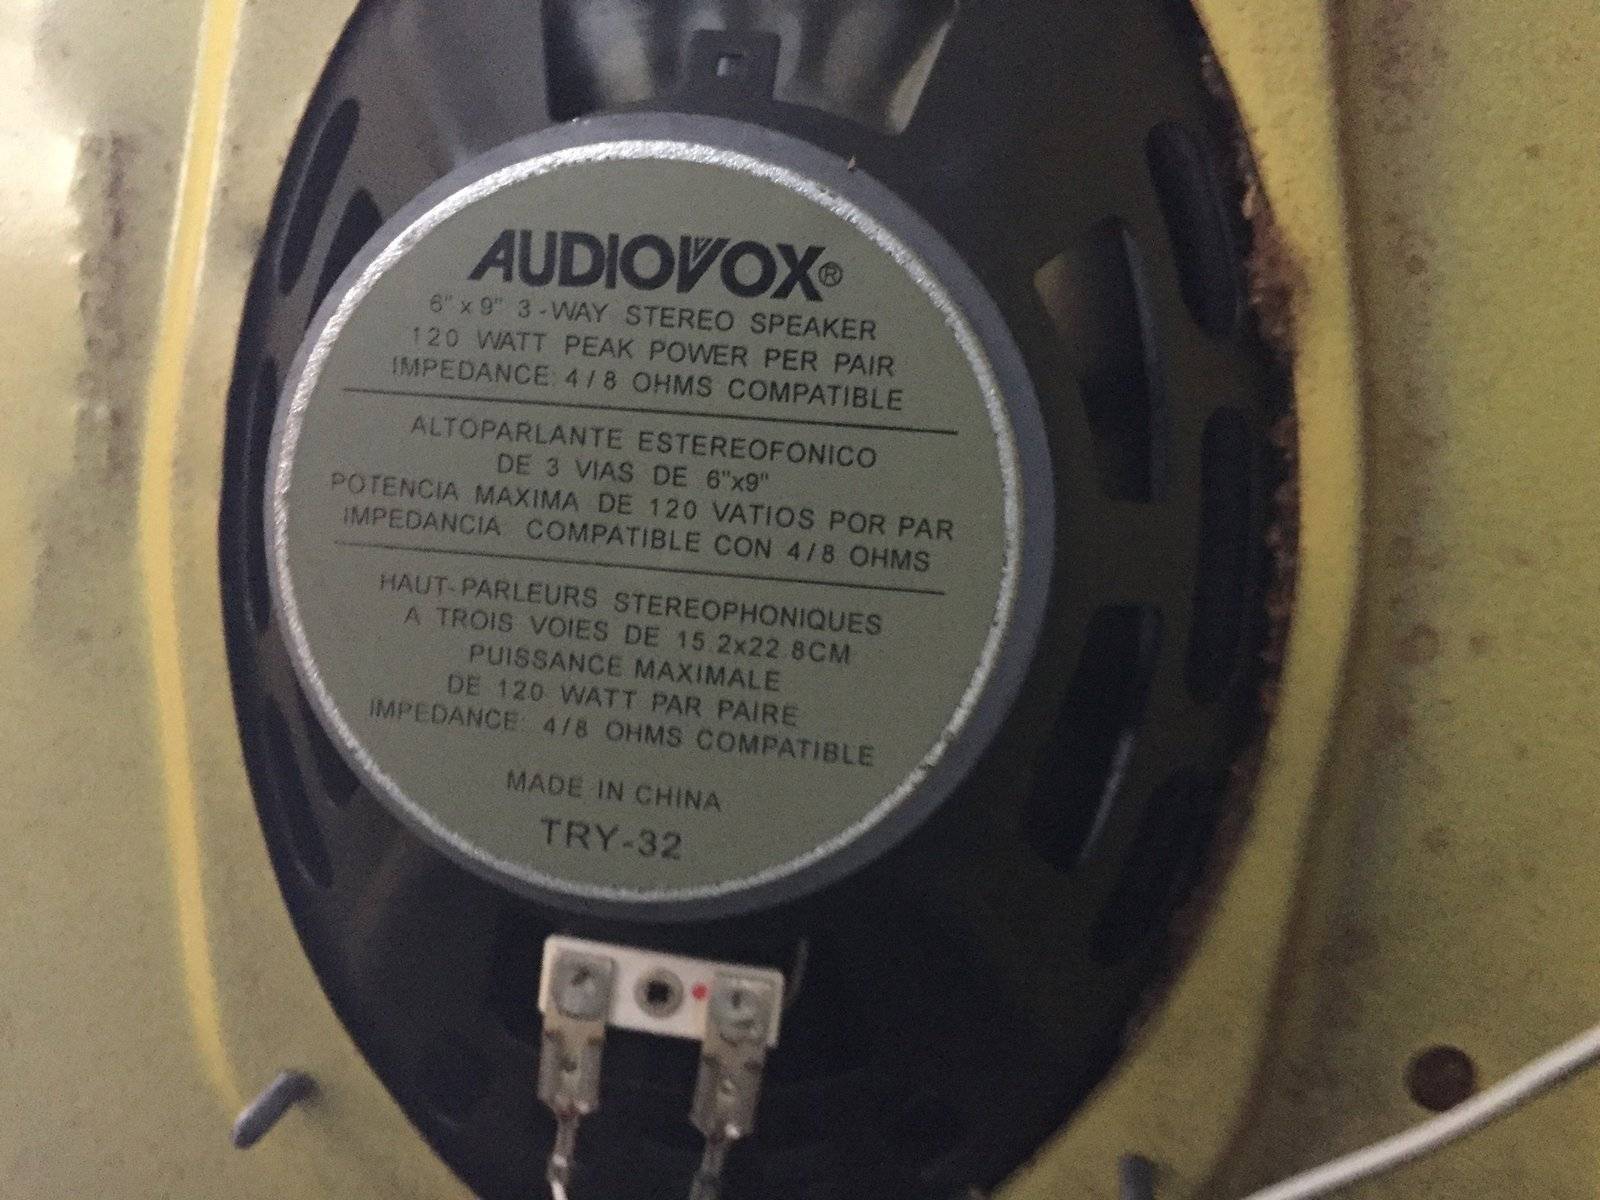 AUDIOVOX®
6" x 9" 3-WAY STEREO SPEAKER
120 WATT PEAK POWER PER PAIR
IMPEDANCE: 4/8 OHMS COMPATIBLE
ALTOPARLANTE ESTEREOFONICO
DE 3 VIAS DE 6"x9"
POTENCIA MAXIMA DE 120 VATIOS POR PAR
IMPEDANCIA COMPATIBLE CON 4/8 OHMS
HAUT-PARLEURS STEREOPHONIQUES
A TROIS VOIES DE 15.2x22.8CM
PUISSANCE MAXIMALE
DE 120 WATT PAR PAIRE
IMPEDANCE: 4/8 OHMS COMPATIBLE
MADE IN CHINA
TRY-32